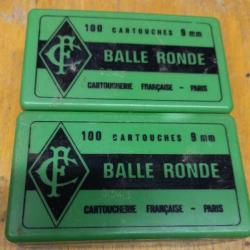 100 CARTOUCHES 9 mm
BALLE RONDE
CARTOUCHERIE FRANÇAISE - PARIS
CF
100 CARTOUCHES 9 mm
BALLE RONDE
CARTOUCHERIE FRANÇAISE - PARIS
CF